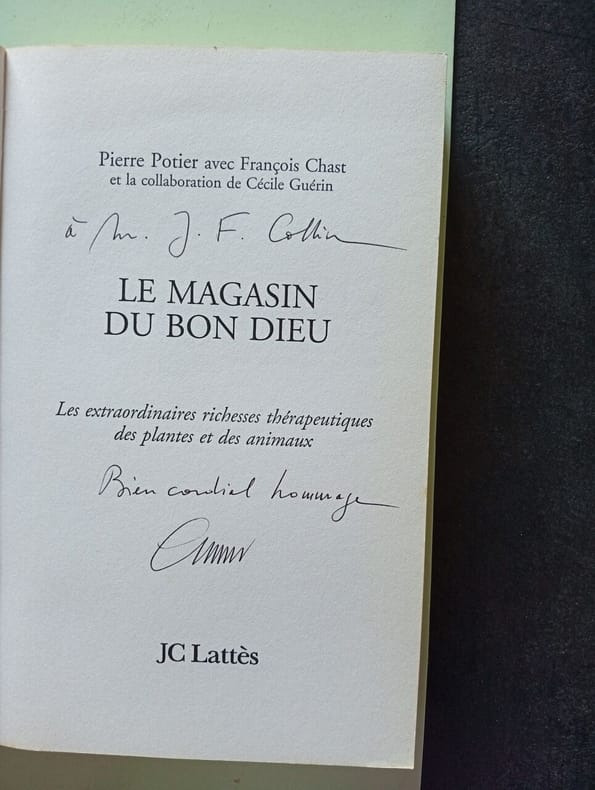 Pierre Potier avec François Chast
et la collaboration de Cécile Guérin
à M. J. F. Collin
LE MAGASIN
DU BON DIEU
Les extraordinaires richesses thérapeutiques
des plantes et des animaux
Bien cordial hommage
JC Lattès